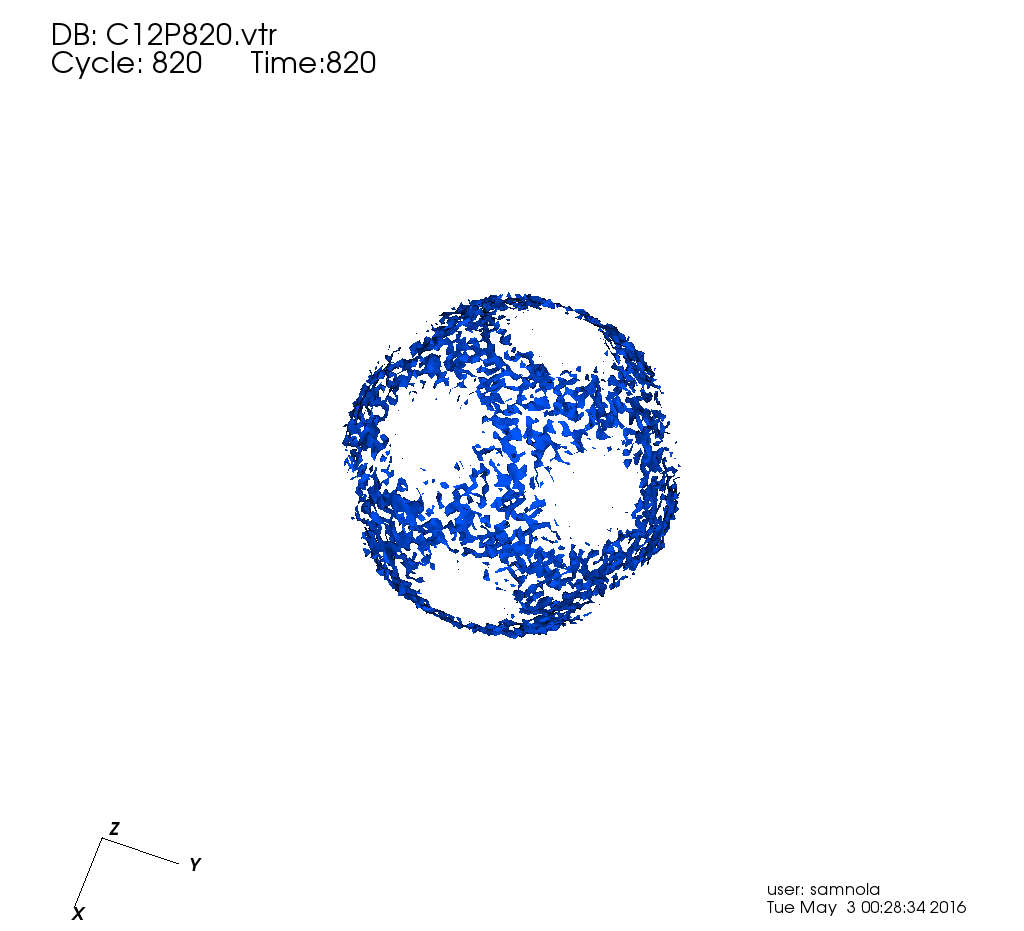 DB: C12P820.vtr
Cycle: 820 Time:820
Z
Y
X
user: samnola
Tue May 3 00:28:34 2016